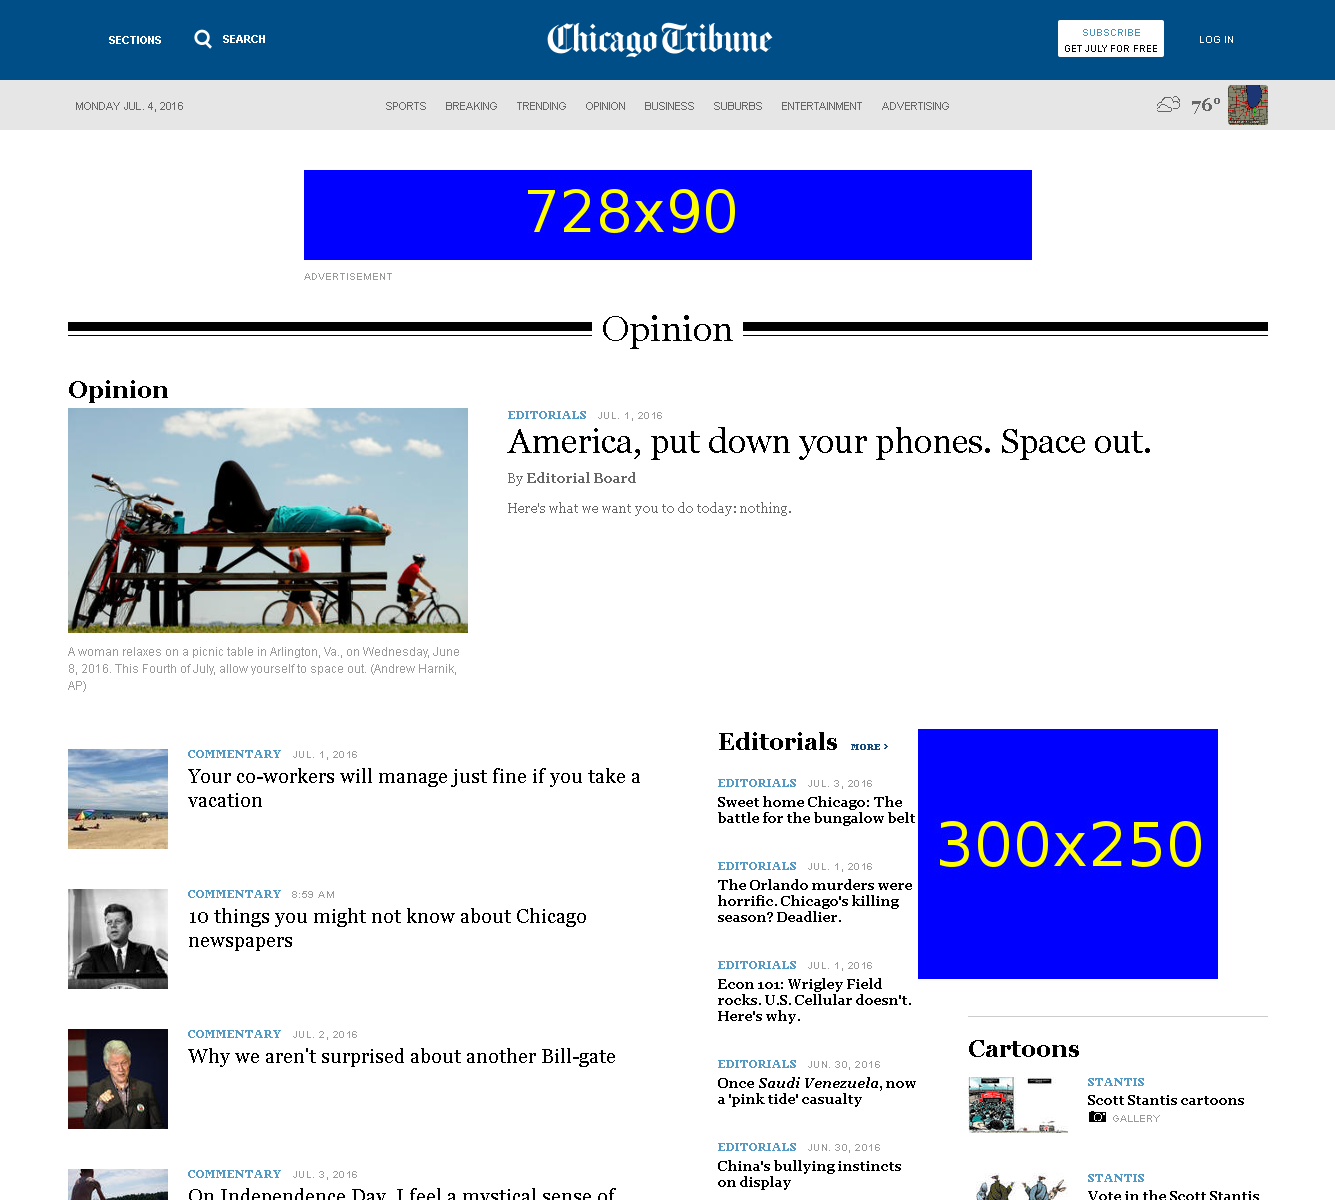 SECTIONS
SEARCH
Chicago Tribune
SUBSCRIBE
GET JULY FOR FREE
LOG IN
MONDAY JUL. 4, 2016
SPORTS BREAKING TRENDING OPINION BUSINESS SUBURBS ENTERTAINMENT ADVERTISING
76°
728x90
ADVERTISEMENT
Opinion
Opinion
EDITORIALS JUL. 1, 2016
America, put down your phones. Space out.
By Editorial Board
Here's what we want you to do today: nothing.
A woman relaxes on a picnic table in Arlington, Va., on Wednesday, June
8, 2016. This Fourth of July, allow yourself to space out. (Andrew Harnik,
AP)
COMMENTARY JUL. 1, 2016
Your co-workers will manage just fine if you take a
vacation
COMMENTARY 8:59 AM
10 things you might not know about Chicago
newspapers
COMMENTARY JUL. 2, 2016
Why we aren't surprised about another Bill-gate
COMMENTARY JUL. 3, 2016
On Independence Day, I feel a mystical sense of
Editorials MORE >
EDITORIALS JUL. 3, 2016
Sweet home Chicago: The
battle for the bungalow belt
EDITORIALS JUL. 1, 2016
The Orlando murders were
horrific. Chicago's killing
season? Deadlier.
EDITORIALS JUL. 1, 2016
Econ 101: Wrigley Field
rocks. U.S. Cellular doesn't.
Here's why.
EDITORIALS JUN. 30, 2016
Once Saudi Venezuela, now
a 'pink tide' casualty
EDITORIALS JUN. 30, 2016
China's bullying instincts
on display
300x250
Cartoons
STANTIS
Scott Stantis cartoons
GALLERY
STANTIS
Vote in the Scott Stantis